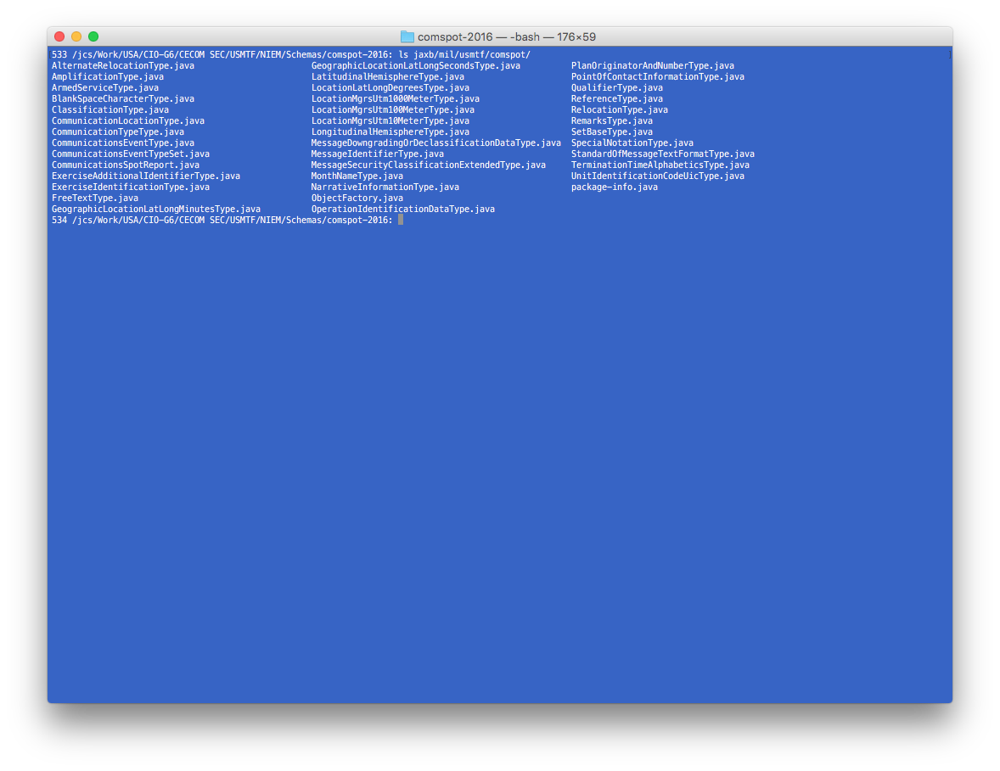 comspot-2016 — -bash — 176×59
533 /jcs/Work/USA/CIO-G6/CECOM SEC/USMTF/NIEM/Schemas/comspot-2016: ls jaxb/mil/usmtf/comspot/
AlternateRelocationType.java GeographicLocationLatLongSecondsType.java PlanOriginatorAndNumberType.java
AmplificationType.java LatitudinalHemisphereType.java PointOfContactInformationType.java
ArmedServiceType.java LocationLatLongDegreesType.java QualifierType.java
BlankSpaceCharacterType.java LocationMgrsUtm1000MeterType.java ReferenceType.java
ClassificationType.java LocationMgrsUtm100MeterType.java RelocationType.java
CommunicationLocationType.java LocationMgrsUtm10MeterType.java RemarksType.java
CommunicationTypeType.java LongitudinalHemisphereType.java SetBaseType.java
CommunicationsEventType.java MessageDowngradingOrDeclassificationDataType.java SpecialNotationType.java
CommunicationsEventTypeSet.java MessageIdentifierType.java StandardOfMessageTextFormatType.java
CommunicationsSpotReport.java MessageSecurityClassificationExtendedType.java TerminationTimeAlphabeticsType.java
ExerciseAdditionalIdentifierType.java MonthNameType.java UnitIdentificationCodeUicType.java
ExerciseIdentificationType.java NarrativeInformationType.java package-info.java
FreeTextType.java ObjectFactory.java
GeographicLocationLatLongMinutesType.java OperationIdentificationDataType.java
534 /jcs/Work/USA/CIO-G6/CECOM SEC/USMTF/NIEM/Schemas/comspot-2016: